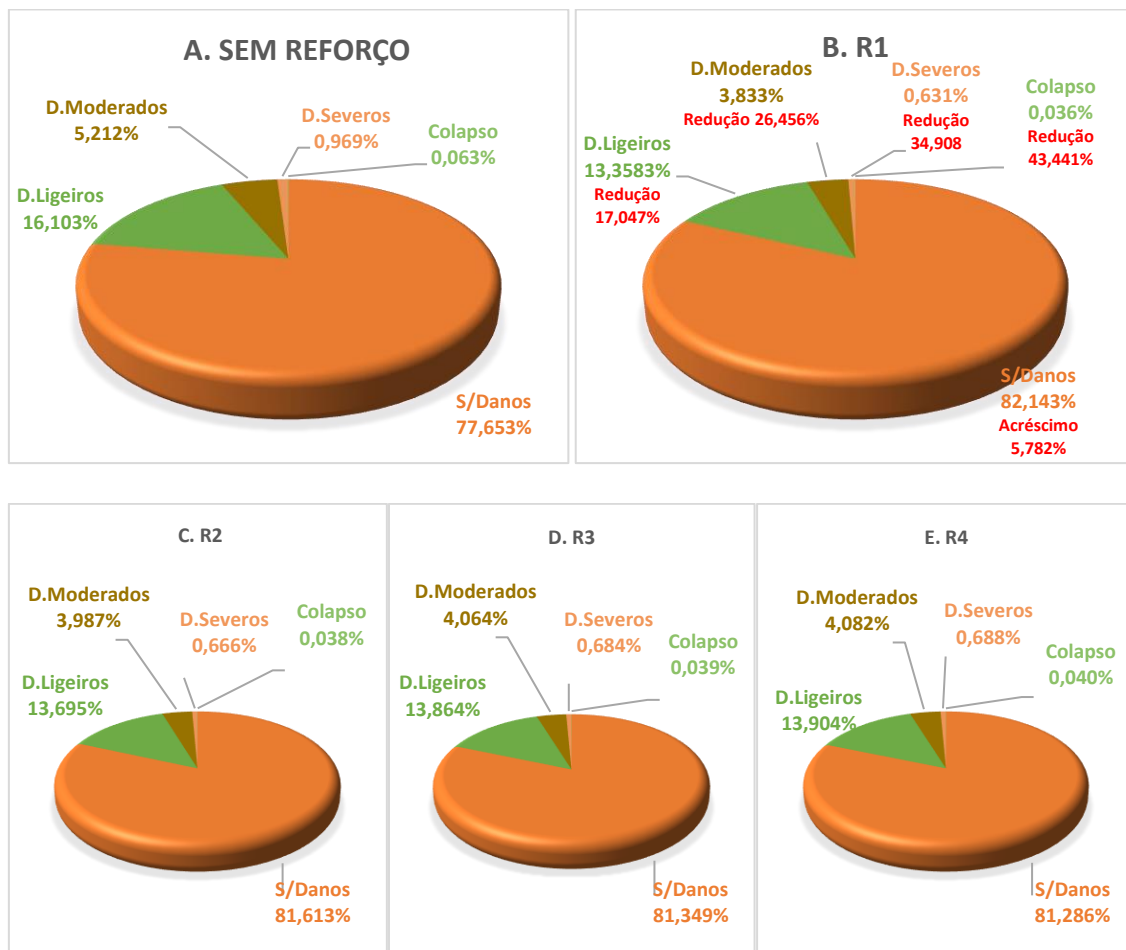 A. SEM REFORÇO
D.Moderados
5,212%
D.Severos
0,969%
Colapso
0,063%
D.Ligeiros
16,103%
S/Danos
77,653%
B. R1
D.Moderados
3,833%
Redução 26,456%
D.Severos
0,631%
Redução
34,908
Colapso
0,036%
Redução
43,441%
D.Ligeiros
13,3583%
Redução
17,047%
S/Danos
82,143%
Acréscimo
5,782%
C. R2
D.Moderados
3,987%
D.Severos
0,666%
Colapso
0,038%
D.Ligeiros
13,695%
S/Danos
81,613%
D. R3
D.Moderados
4,064%
D.Severos
0,684%
Colapso
0,039%
D.Ligeiros
13,864%
S/Danos
81,349%
E. R4
D.Moderados
4,082%
D.Severos
0,688%
Colapso
0,040%
D.Ligeiros
13,904%
S/Danos
81,286%